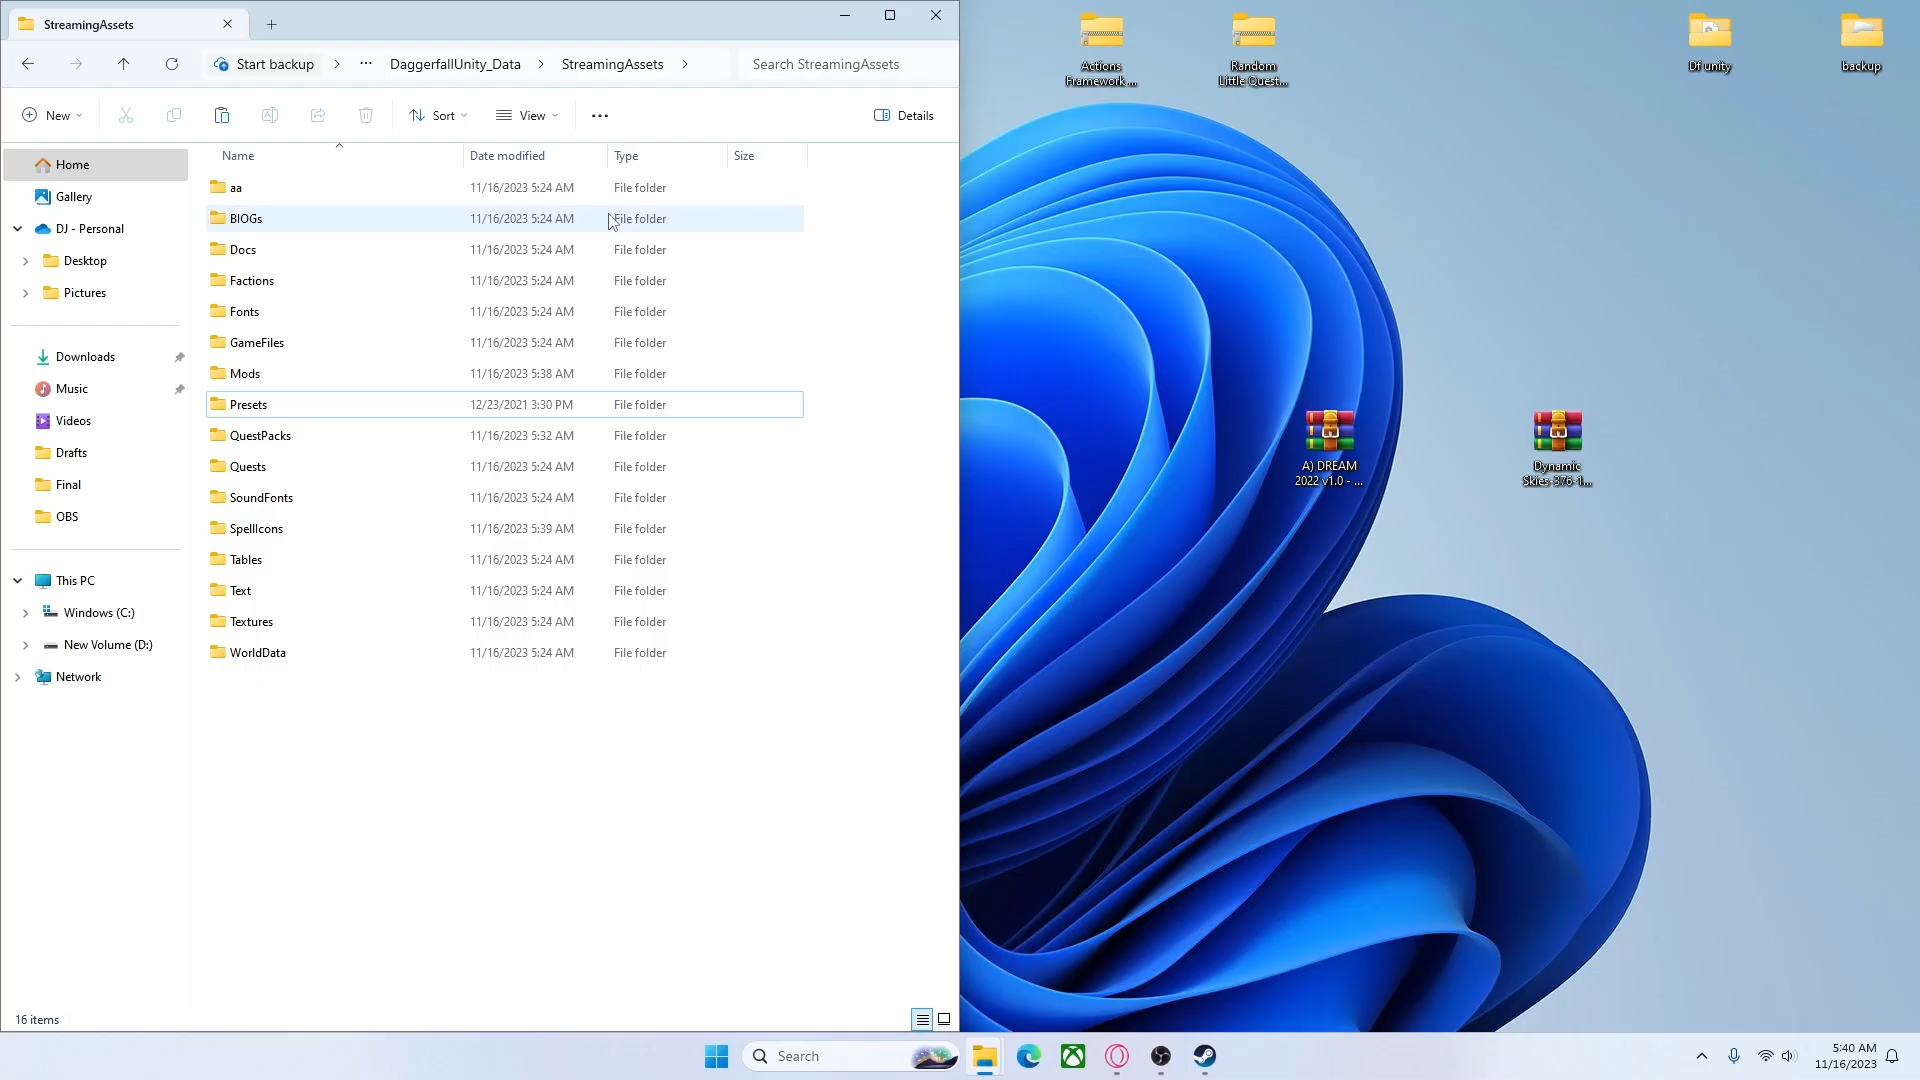 StreamingAssets
Start backup
DaggerfallUnity_Data
StreamingAssets
Search StreamingAssets
New
Sort
View
Details
Home
Gallery
DJ - Personal
Desktop
Pictures
Downloads
Music
Videos
Drafts
Final
OBS
This PC
Windows (C:)
New Volume (D:)
Network
Name Date modified Type Size
aa 11/16/2023 5:24 AM File folder
BIOGs 11/16/2023 5:24 AM File folder
Docs 11/16/2023 5:24 AM File folder
Factions 11/16/2023 5:24 AM File folder
Fonts 11/16/2023 5:24 AM File folder
GameFiles 11/16/2023 5:24 AM File folder
Mods 11/16/2023 5:38 AM File folder
Presets 12/23/2021 3:30 PM File folder
QuestPacks 11/16/2023 5:32 AM File folder
Quests 11/16/2023 5:24 AM File folder
SoundFonts 11/16/2023 5:24 AM File folder
SpellIcons 11/16/2023 5:39 AM File folder
Tables 11/16/2023 5:24 AM File folder
Text 11/16/2023 5:24 AM File folder
Textures 11/16/2023 5:24 AM File folder
WorldData 11/16/2023 5:24 AM File folder
16 items
Actions
Framework....
Random
Little Quest...
Df unity
backup
A) DREAM
2022 v1.0 - ...
Dynamic
Skies-376-1...
Search
5:40 AM
11/16/2023